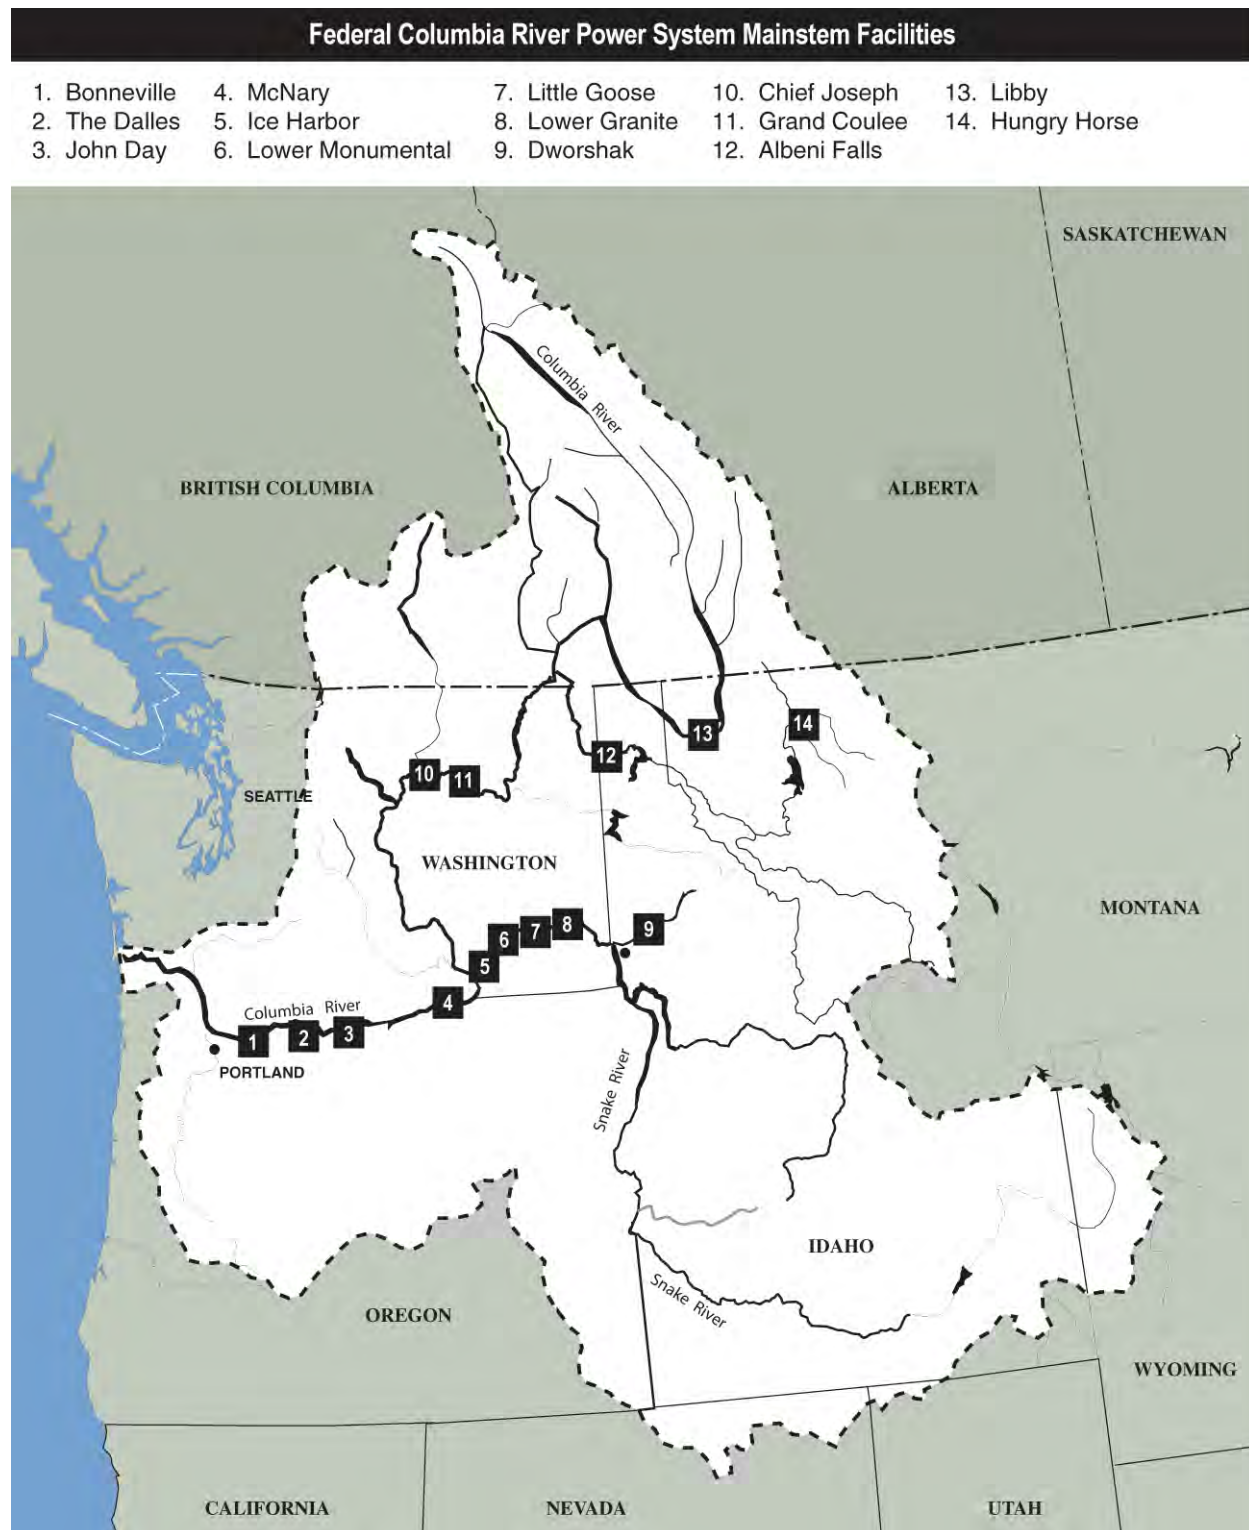 Federal Columbia River Power System Mainstem Facilities
1. Bonneville
2. The Dalles
3. John Day
4. McNary
5. Ice Harbor
6. Lower Monumental
7. Little Goose
8. Lower Granite
9. Dworshak
10. Chief Joseph
11. Grand Coulee
12. Albeni Falls
13. Libby
14. Hungry Horse
SASKATCHEWAN
Columbia River
BRITISH COLUMBIA
ALBERTA
14
13
12
10
11
SEATTLE
WASHINGTON
MONTANA
8
9
7
6
5
4
Columbia River
3
2
1
PORTLAND
Snake River
IDAHO
Snake River
OREGON
WYOMING
CALIFORNIA
NEVADA
UTAH